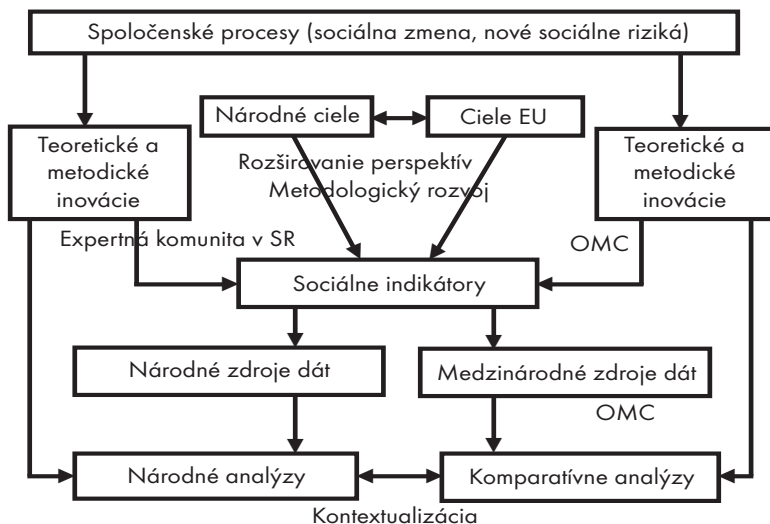 Spoločenské procesy (sociálna zmena, nové sociálne riziká)
Národné ciele
Ciele EU
Teoretické a
metodické
inovácie
Teoretické a
metodické
inovácie
Rozširovanie perspektív
Metodologický rozvoj
Expertná komunita v SR
OMC
Sociálne indikátory
Národné zdroje dát
Medzinárodné zdroje dát
OMC
Národné analýzy
Komparatívne analýzy
Kontextualizácia